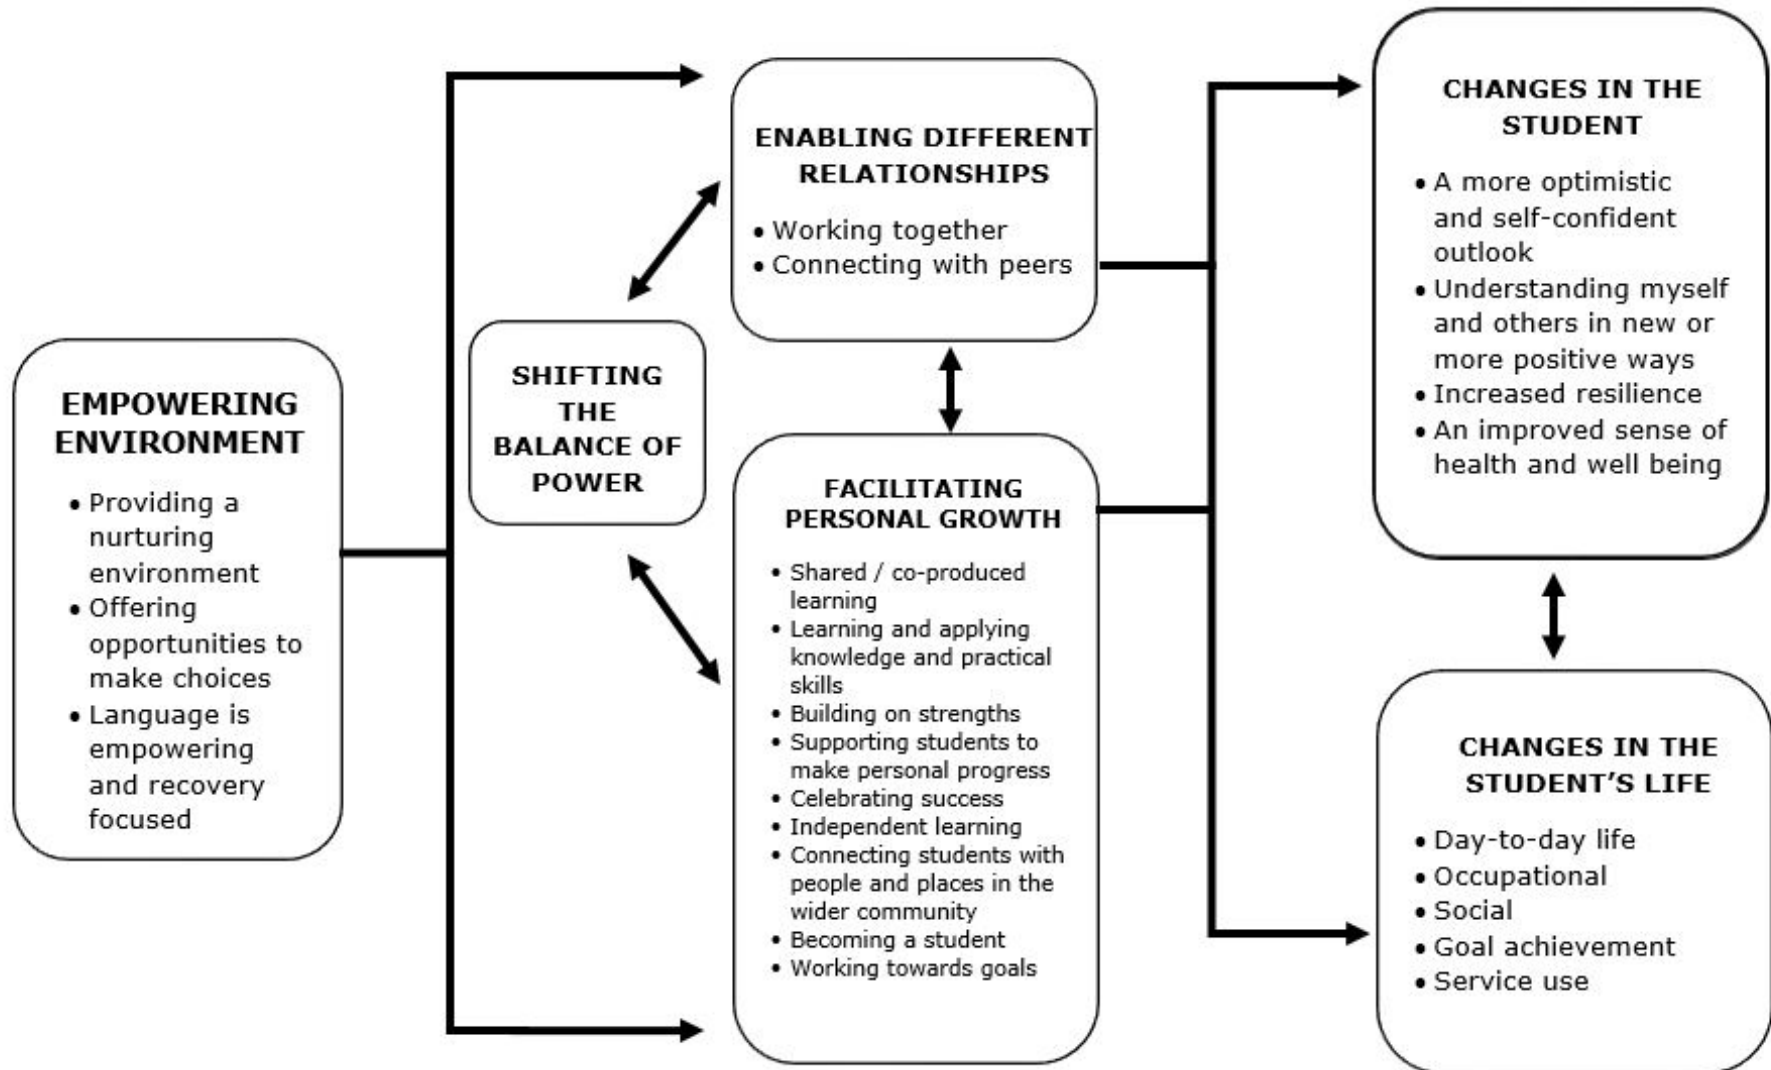 EMPOWERING
ENVIRONMENT
• Providing a
nurturing
environment
• Offering
opportunities to
make choices
• Language is
empowering
and recovery
focused
SHIFTING
THE
BALANCE OF
POWER
ENABLING DIFFERENT
RELATIONSHIPS
• Working together
• Connecting with peers
FACILITATING
PERSONAL GROWTH
• Shared / co-produced
learning
• Learning and applying
knowledge and practical
skills
• Building on strengths
• Supporting students to
make personal progress
• Celebrating success
• Independent learning
• Connecting students with
people and places in the
wider community
• Becoming a student
• Working towards goals
CHANGES IN THE
STUDENT
• A more optimistic
and self-confident
outlook
• Understanding myself
and others in new or
more positive ways
• Increased resilience
• An improved sense of
health and well being
CHANGES IN THE
STUDENT’S LIFE
• Day-to-day life
• Occupational
• Social
• Goal achievement
• Service use